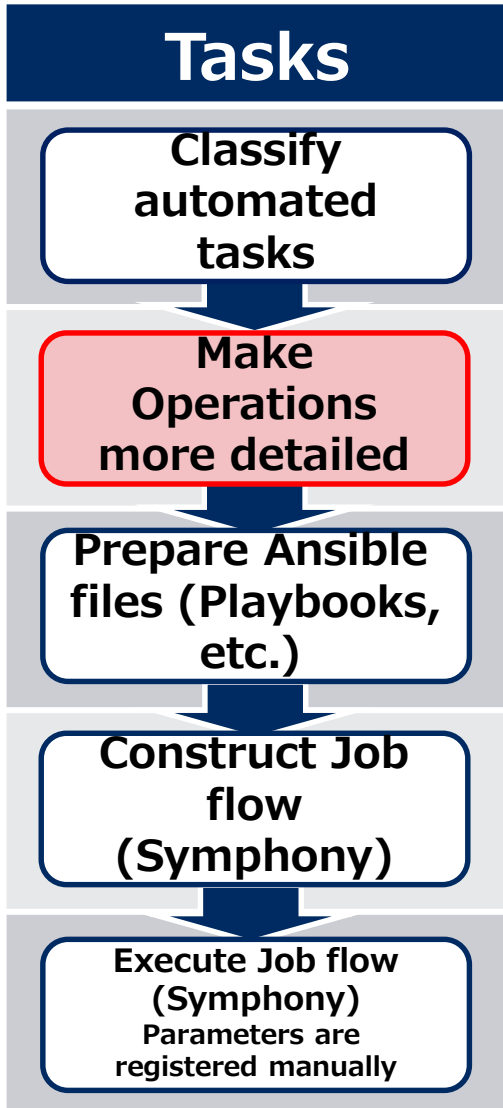 Tasks
Classify
automated
tasks
Make
Operations
more detailed
Prepare Ansible
files (Playbooks,
etc.)
Construct Job
flow
(Symphony)
Execute Job flow
(Symphony)
Parameters are
registered manually